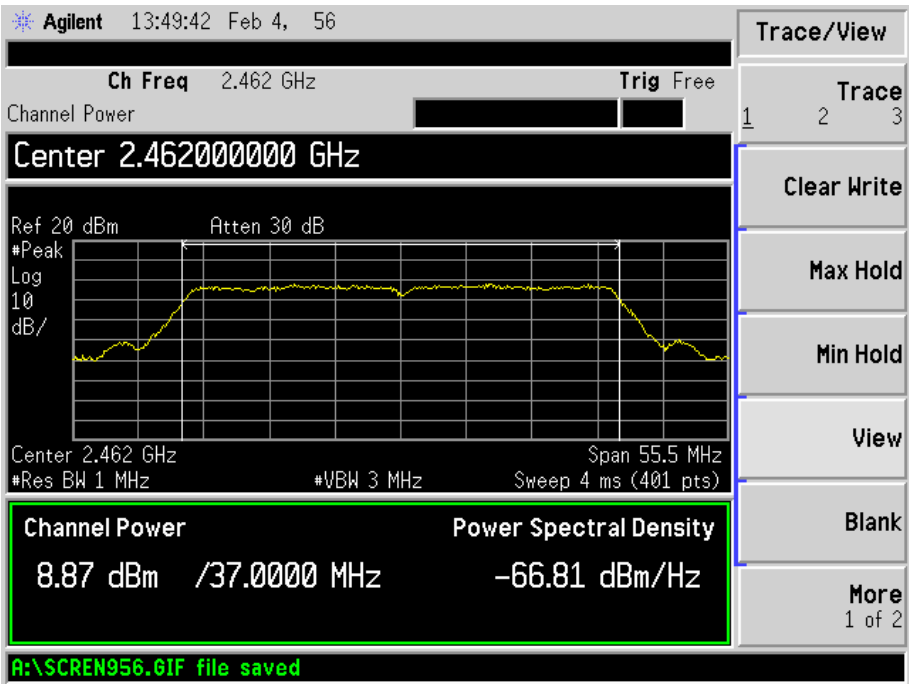 Agilent 13:49:42 Feb 4, 56
Trace/View
Ch Freq 2.462 GHz Trig Free
Channel Power
Trace
1 2 3
Center 2.462000000 GHz
Clear Write
Ref 20 dBm Atten 30 dB
#Peak
Log
10
dB/
Max Hold
Min Hold
Center 2.462 GHz Span 55.5 MHz
#Res BW 1 MHz #VBW 3 MHz Sweep 4 ms (401 pts)
View
Channel Power Power Spectral Density
8.87 dBm /37.0000 MHz -66.81 dBm/Hz
Blank
More
1 of 2
A:\SCREN956.GIF file saved